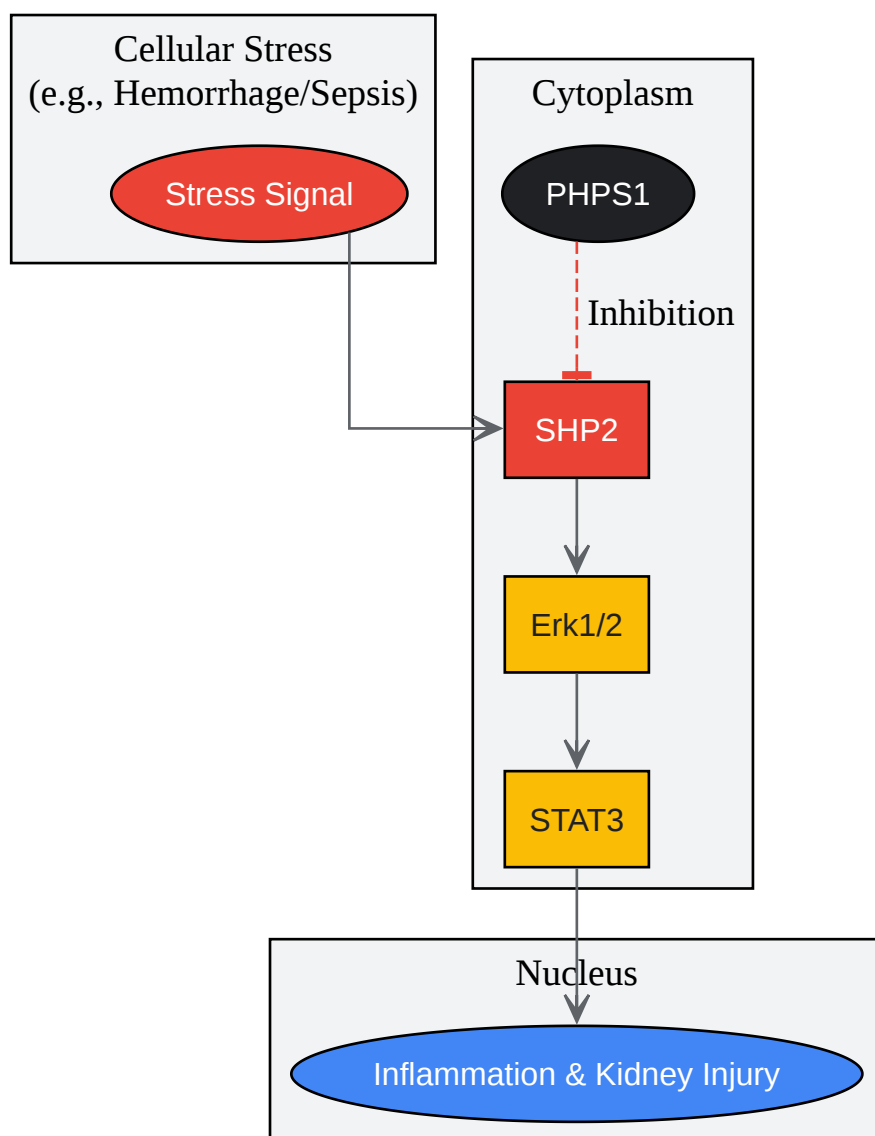 Cellular Stress
(e.g., Hemorrhage/Sepsis)
Stress Signal
Cytoplasm
PHPS1
Inhibition
SHP2
Erk1/2
STAT3
Nucleus
Inflammation & Kidney Injury